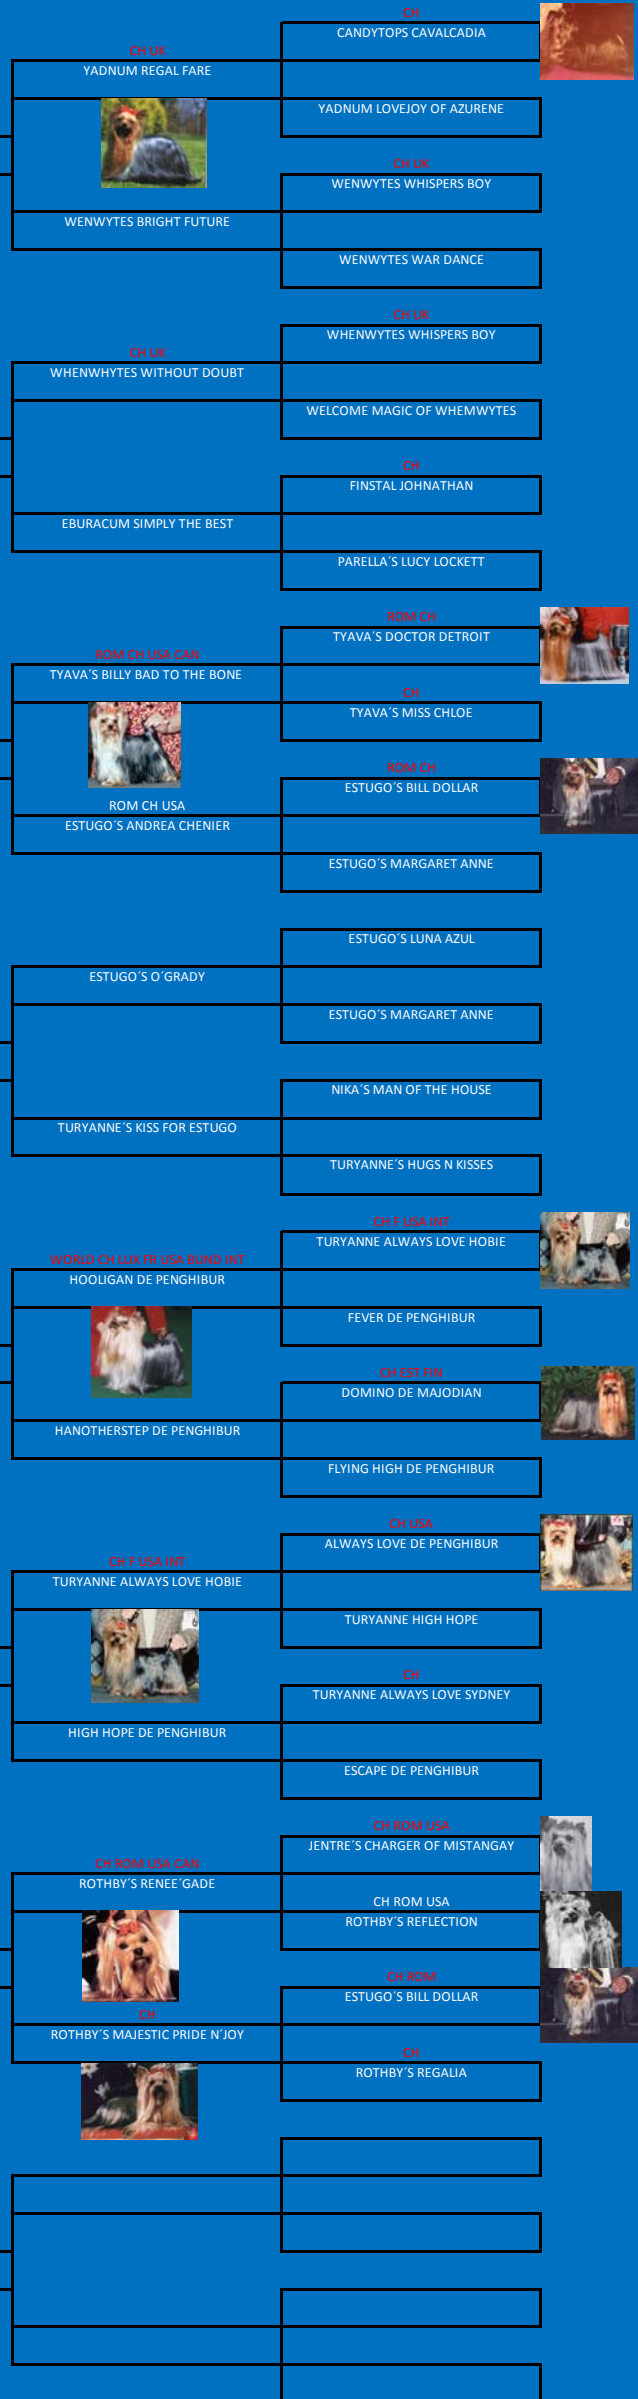 CH
CANDYTOPS CAVALCADIA
CH UK
YADNUM REGAL FARE
YADNUM LOVEJOY OF AZURENE
CH UK
WENWYTES WHISPERS BOY
WENWYTES BRIGHT FUTURE
WENWYTES WAR DANCE
CH UK
WHENWYTES WHISPERS BOY
CH UK
WHENWHYTES WITHOUT DOUBT
WELCOME MAGIC OF WHEMWYTES
CH
FINSTAL JOHNATHAN
EBURACUM SIMPLY THE BEST
PARELLA´S LUCY LOCKETT
ROM CH
TYAVA´S DOCTOR DETROIT
ROM CH USA CAN
TYAVA´S BILLY BAD TO THE BONE
CH
TYAVA´S MISS CHLOE
ROM CH
ESTUGO´S BILL DOLLAR
ROM CH USA
ESTUGO´S ANDREA CHENIER
ESTUGO´S MARGARET ANNE
ESTUGO´S LUNA AZUL
ESTUGO´S O´GRADY
ESTUGO´S MARGARET ANNE
NIKA´S MAN OF THE HOUSE
TURYANNE´S KISS FOR ESTUGO
TURYANNE´S HUGS N KISSES
CH F USA INT
TURYANNE ALWAYS LOVE HOBIE
WORLD CH LUX FR USA BUND INT
HOOLIGAN DE PENGHIBUR
FEVER DE PENGHIBUR
CH EST FIN
DOMINO DE MAJODIAN
HANOTHERSTEP DE PENGHIBUR
FLYING HIGH DE PENGHIBUR
CH USA
ALWAYS LOVE DE PENGHIBUR
CH F USA INT
TURYANNE ALWAYS LOVE HOBIE
TURYANNE HIGH HOPE
CH
TURYANNE ALWAYS LOVE SYDNEY
HIGH HOPE DE PENGHIBUR
ESCAPE DE PENGHIBUR
CH ROM USA
JENTRE´S CHARGER OF MISTANGAY
CH ROM USA CAN
ROTHBY´S RENEE´GADE
CH ROM USA
ROTHBY´S REFLECTION
CH ROM
ESTUGO´S BILL DOLLAR
CH
ROTHBY´S MAJESTIC PRIDE N´JOY
CH
ROTHBY´S REGALIA